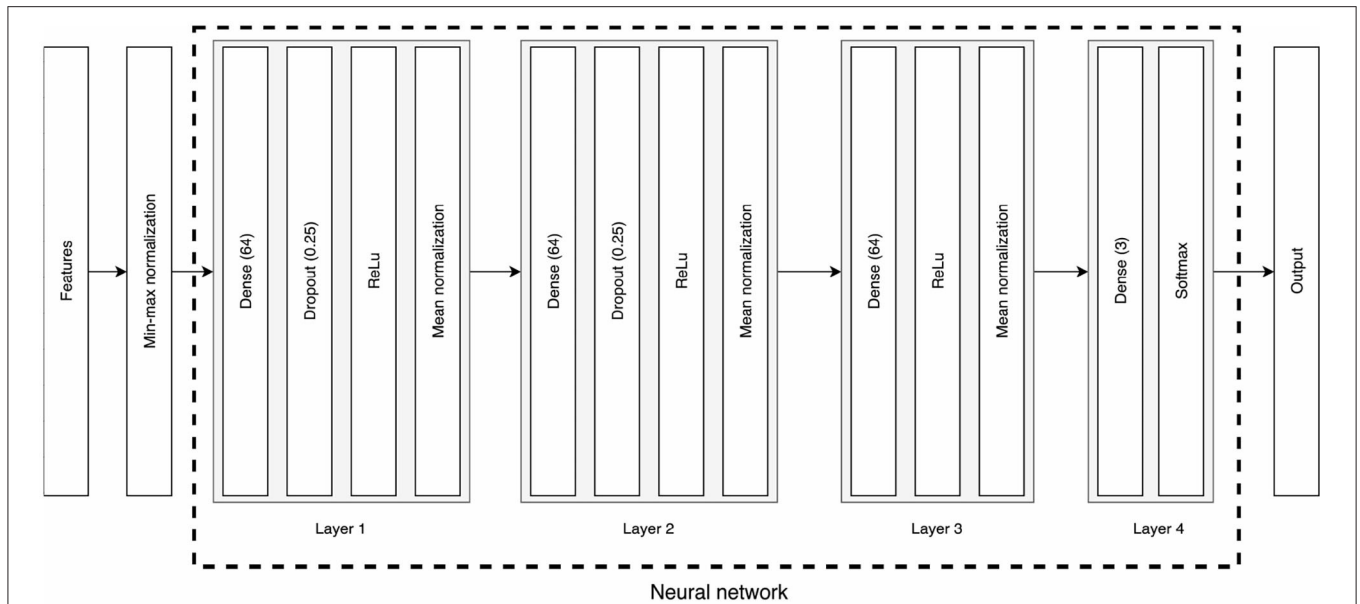 Features
Min-max normalization
Dense (64)
Dropout (0.25)
ReLu
Mean normalization
Layer 1
Dense (64)
Dropout (0.25)
ReLu
Mean normalization
Layer 2
Dense (64)
ReLu
Mean normalization
Layer 3
Dense (3)
Softmax
Layer 4
Output
Neural network